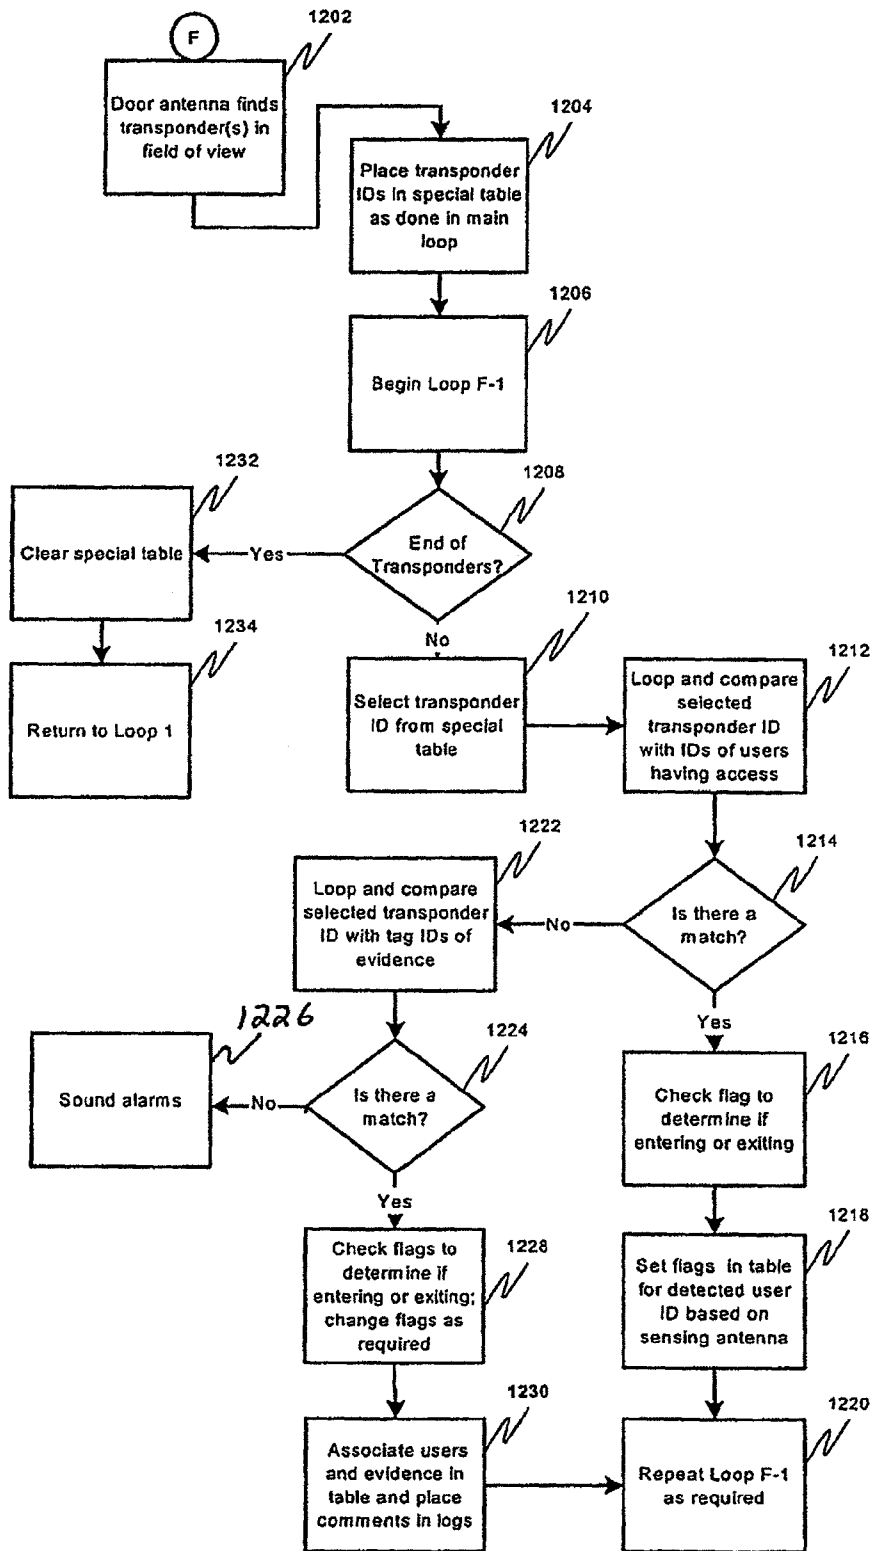 F
1202
Door antenna finds
transponder(s) in
field of view
1204
Place transponder
IDs in special table
as done in main
loop
1206
Begin Loop F-1
1208
End of
Transponders?
Yes
1232
Clear special table
1234
Return to Loop 1
No
1210
Select transponder
ID from special
table
1212
Loop and compare
selected
transponder ID
with IDs of users
having access
1214
Is there a
match?
No
1222
Loop and compare
selected transponder
ID with tag IDs of
evidence
1224
Is there a
match?
No
1226
Sound alarms
Yes
1216
Check flag to
determine if
entering or exiting
1218
Set flags in table
for detected user
ID based on
sensing antenna
Yes
1228
Check flags to
determine if
entering or exiting;
change flags as
required
1230
Associate users
and evidence in
table and place
comments in logs
1220
Repeat Loop F-1
as required